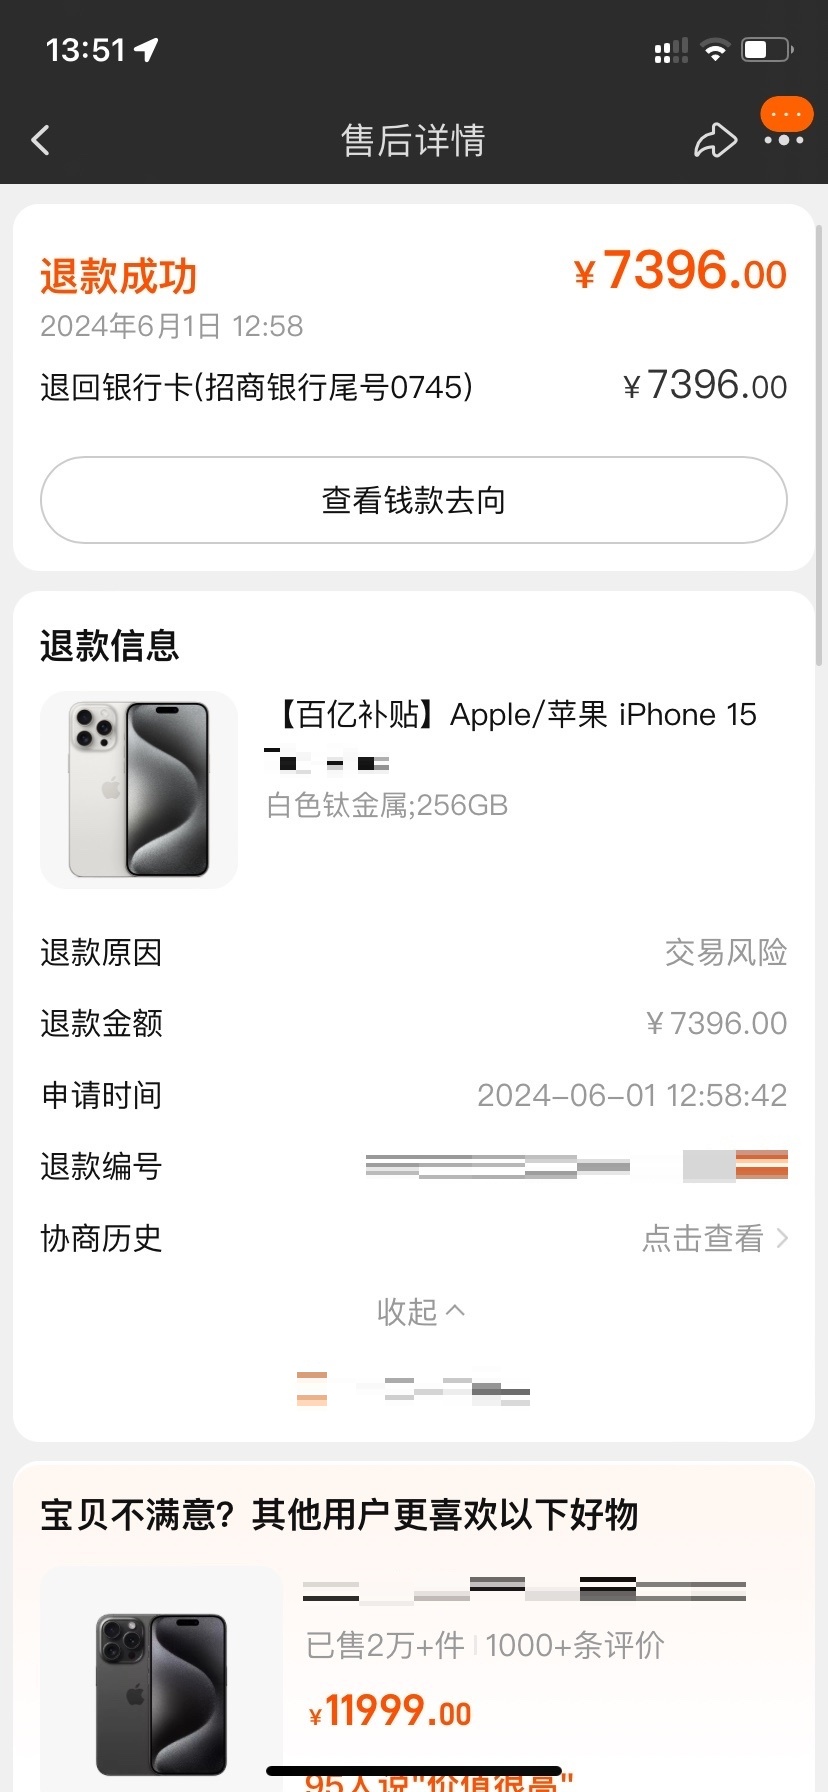 13:51
售后详情
退款成功 ¥7396.00
2024年6月1日 12:58
退回银行卡(招商银行尾号0745) ¥7396.00
查看钱款去向
退款信息
【百亿补贴】Apple/苹果 iPhone 15
白色钛金属;256GB
退款原因 交易风险
退款金额 ¥7396.00
申请时间 2024-06-01 12:58:42
退款编号
协商历史 点击查看
收起
宝贝不满意？其他用户更喜欢以下好物
已售2万+件 1000+条评价
¥11999.00
95人说"价值很高"